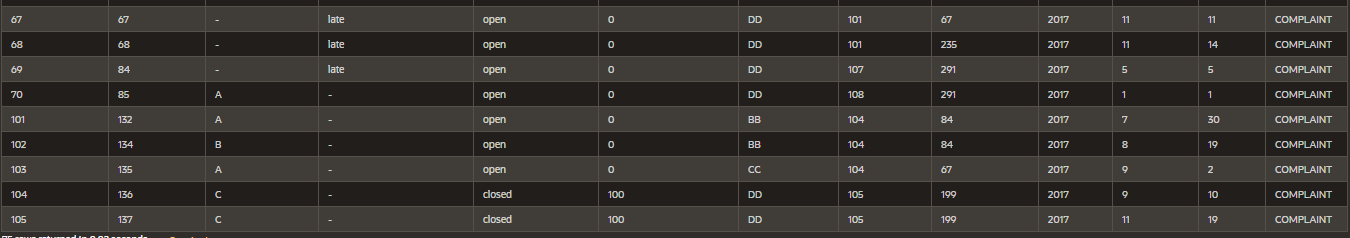 67 67 - late open 0 DD 101 67 2017 11 11 COMPLAINT
68 68 - late open 0 DD 101 235 2017 11 14 COMPLAINT
69 84 - late open 0 DD 107 291 2017 5 5 COMPLAINT
70 85 A - open 0 DD 108 291 2017 1 1 COMPLAINT
101 132 A - open 0 BB 104 84 2017 7 30 COMPLAINT
102 134 B - open 0 BB 104 84 2017 8 19 COMPLAINT
103 135 A - open 0 CC 104 67 2017 9 2 COMPLAINT
104 136 C - closed 100 DD 105 199 2017 9 10 COMPLAINT
105 137 C - closed 100 DD 105 199 2017 11 19 COMPLAINT